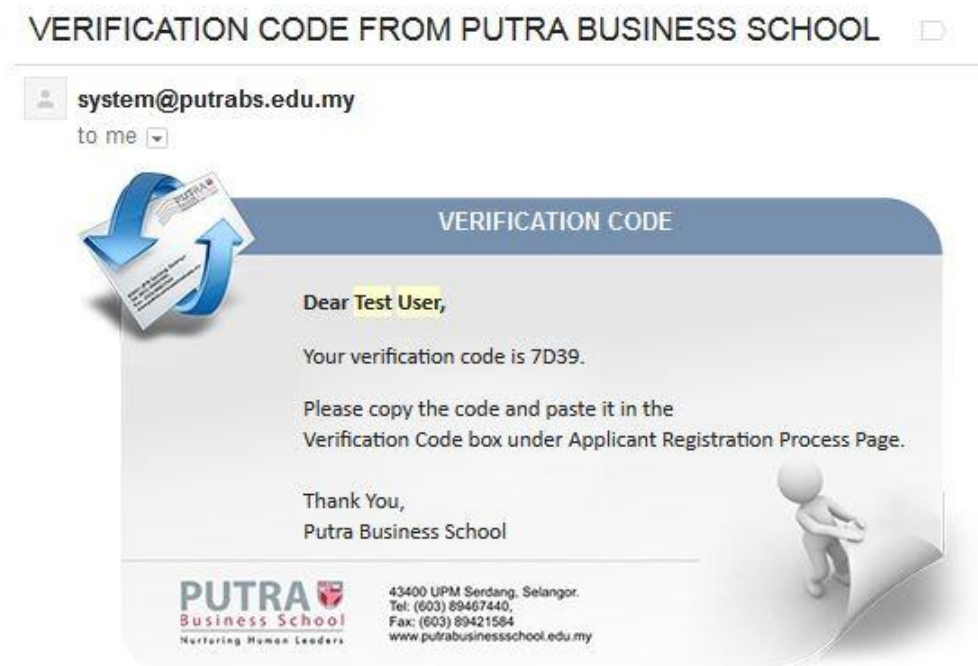 VERIFICATION CODE FROM PUTRA BUSINESS SCHOOL
system@putrabs.edu.my
to me
PUTRA
VERIFICATION CODE
Dear Test User,
Your verification code is 7D39.
Please copy the code and paste it in the
Verification Code box under Applicant Registration Process Page.
Thank You,
Putra Business School
PUTRA
Business School
Nurturing Human Leaders
43400 UPM Serdang, Selangor.
Tel: (603) 89467440,
Fax: (603) 89421584
www.putrabusinessschool.edu.my